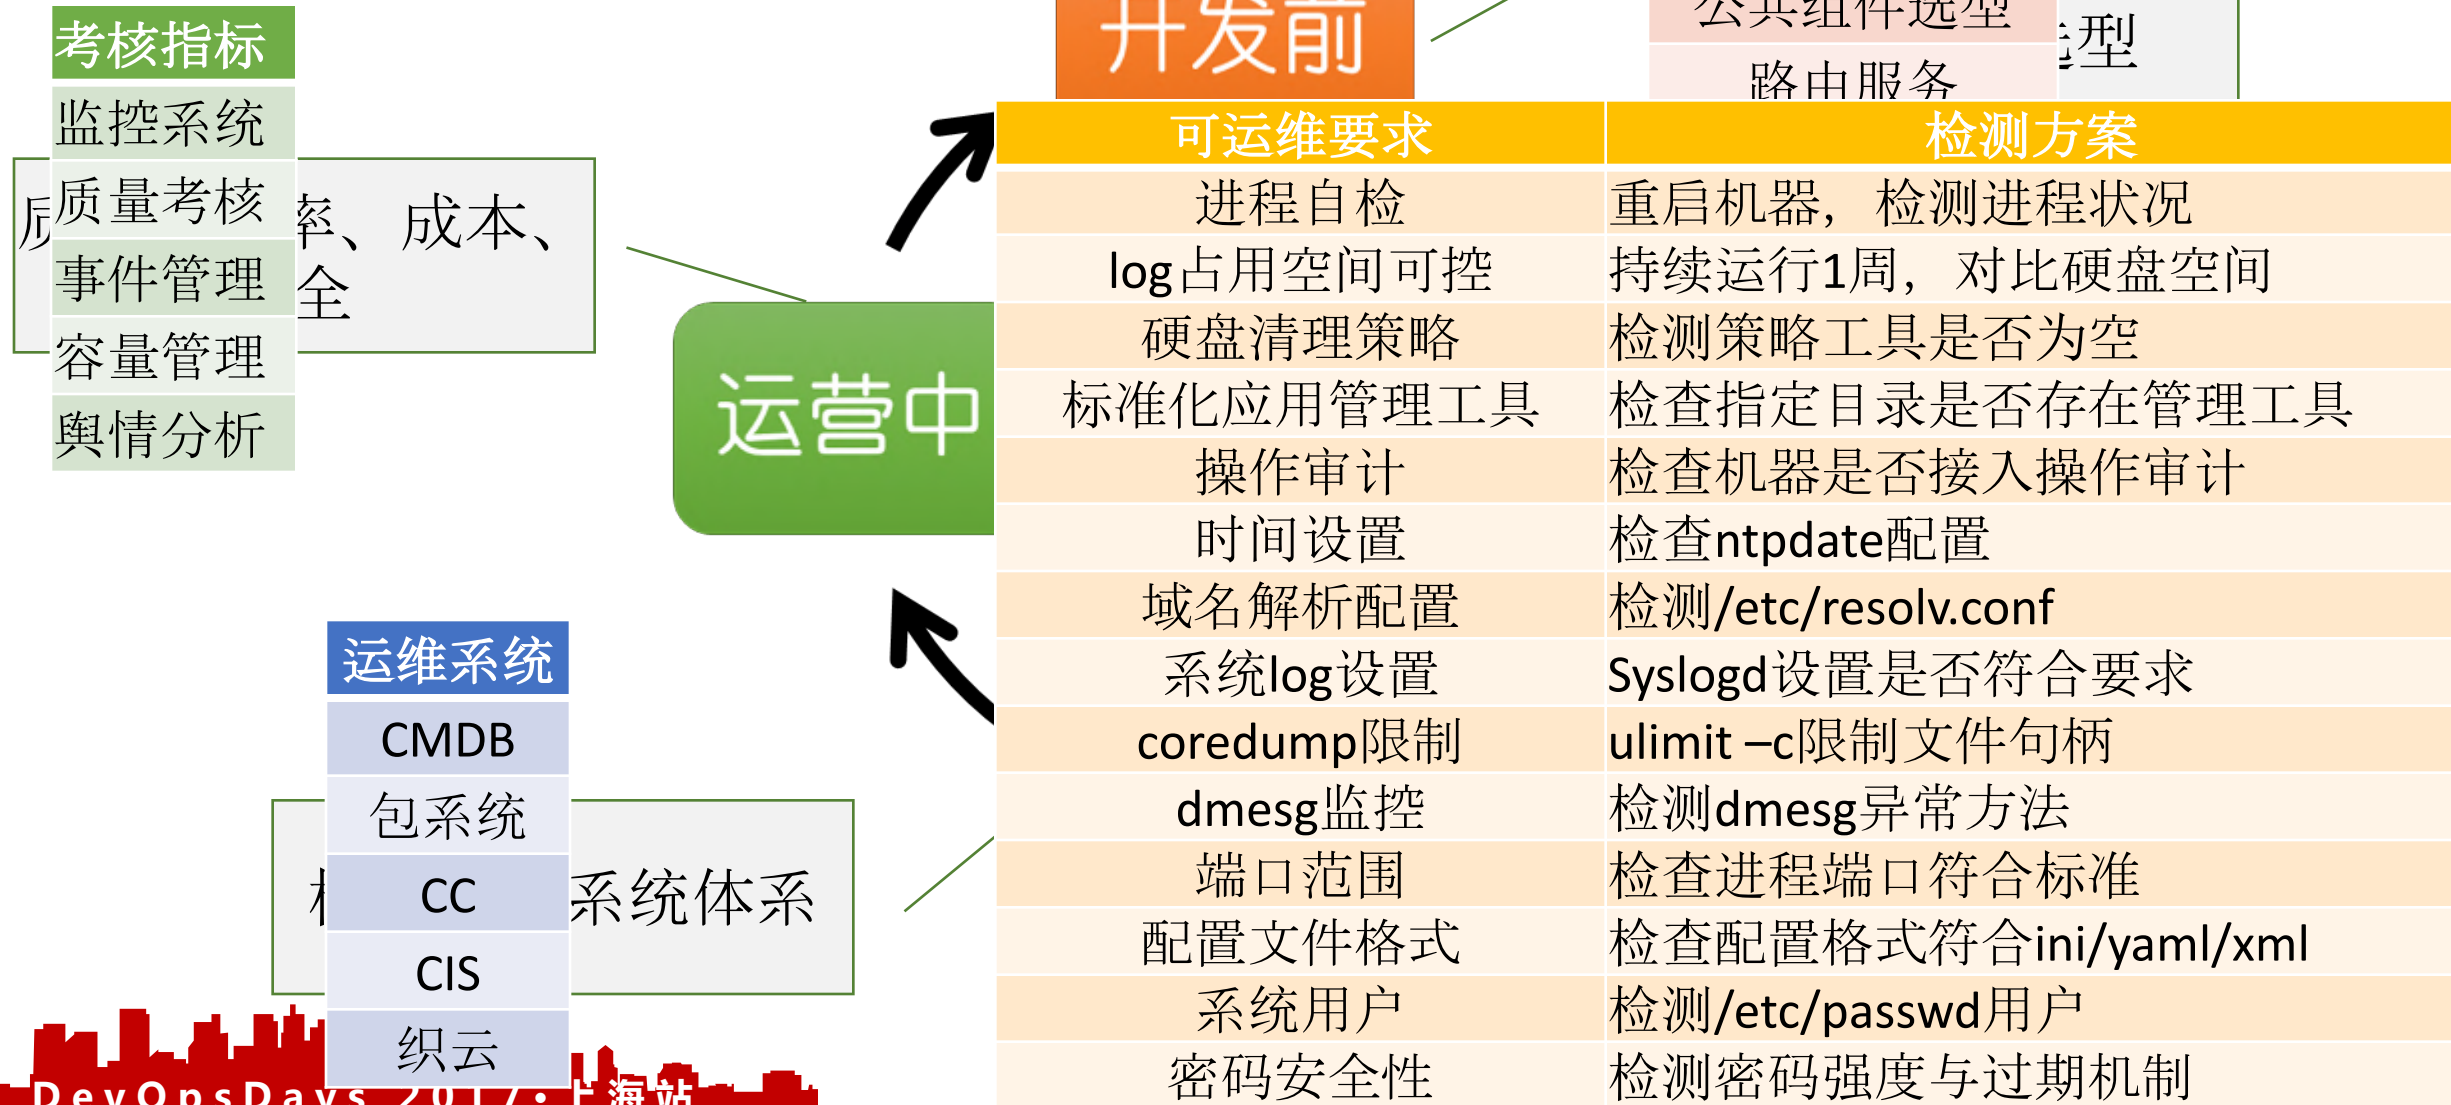 开发前
公共组件选型
选型
路由服务
考核指标
监控系统
质量考核
事件管理
容量管理
舆情分析
率、成本、
全
运营中
可运维要求 检测方案
进程自检 重启机器，检测进程状况
log占用空间可控 持续运行1周，对比硬盘空间
硬盘清理策略 检测策略工具是否为空
标准化应用管理工具 检查指定目录是否存在管理工具
操作审计 检查机器是否接入操作审计
时间设置 检查ntpdate配置
域名解析配置 检测/etc/resolv.conf
系统log设置 Syslogd设置是否符合要求
coredump限制 ulimit –c限制文件句柄
dmesg监控 检测dmesg异常方法
端口范围 检查进程端口符合标准
配置文件格式 检查配置格式符合ini/yaml/xml
系统用户 检测/etc/passwd用户
密码安全性 检测密码强度与过期机制
运维系统
CMDB
包系统
CC
CIS
织云
系统体系
DevOpsDays 2017·上海站